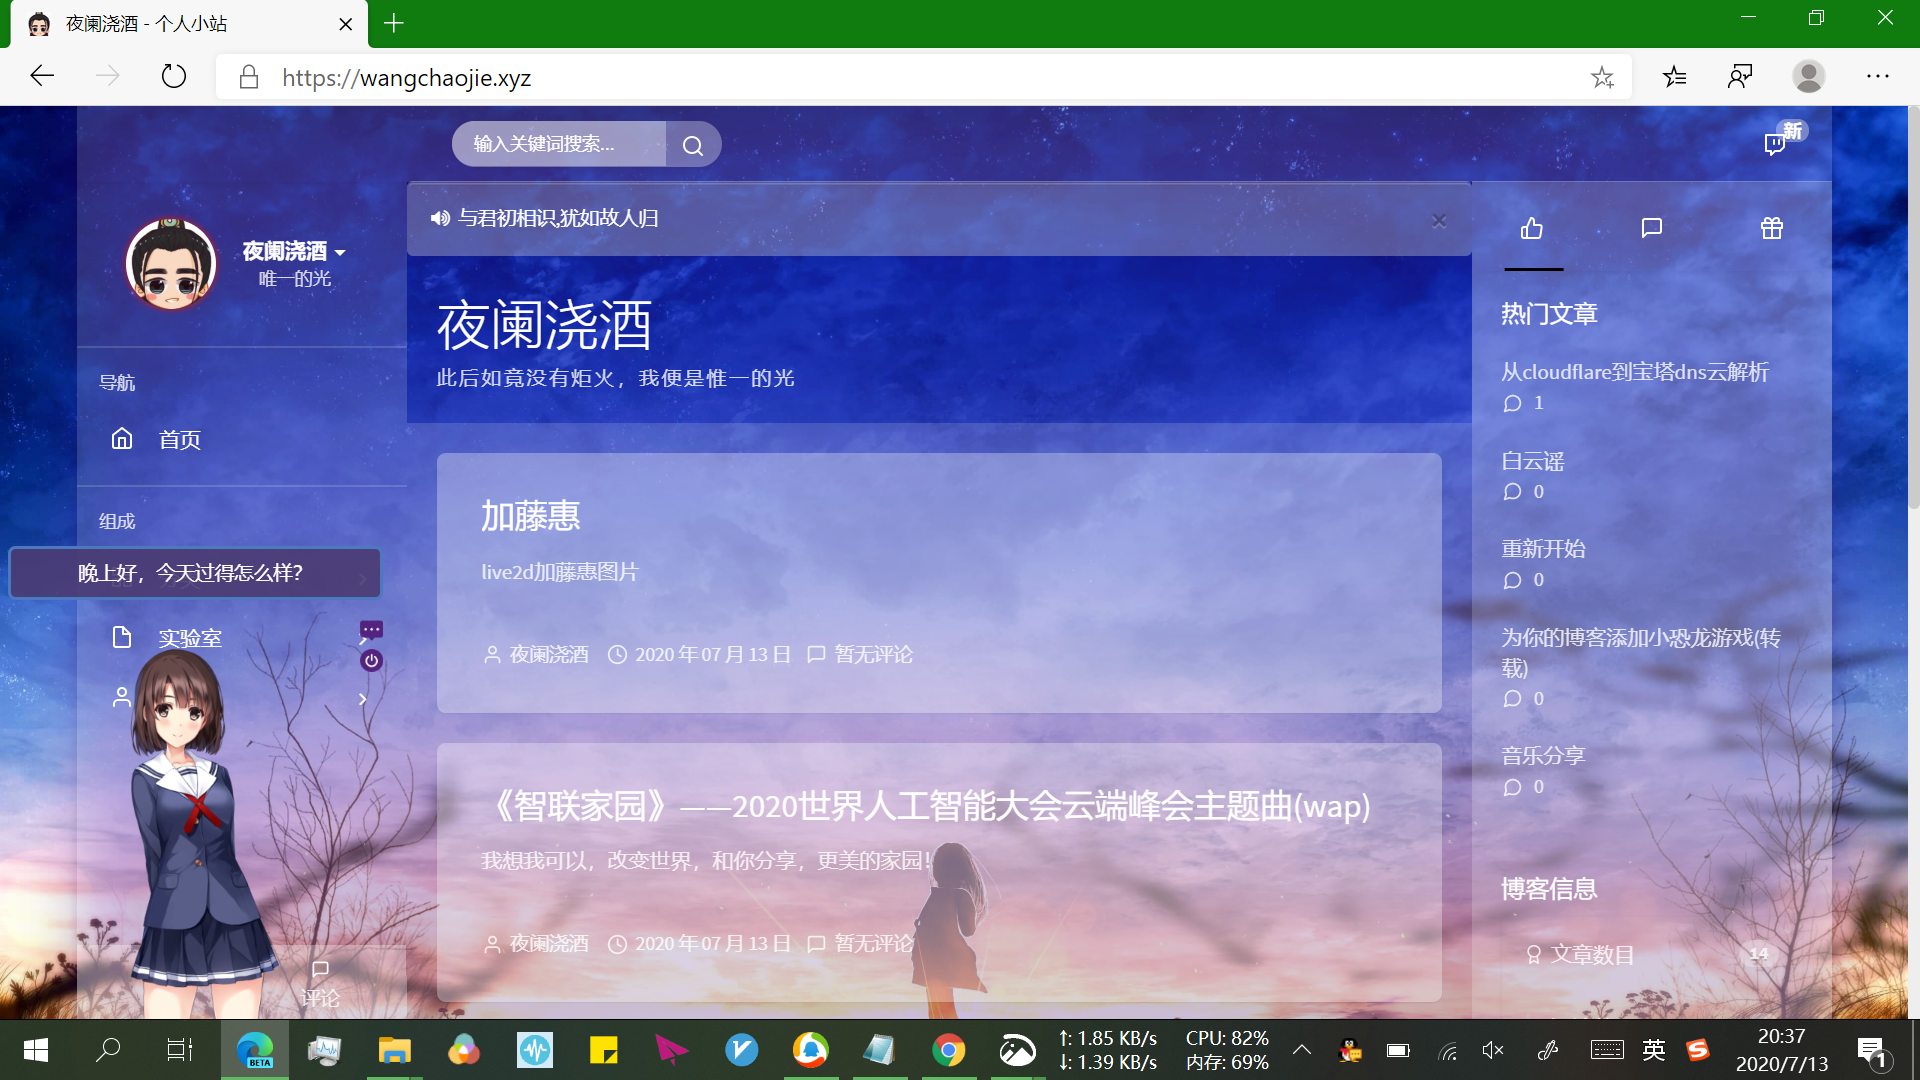 夜阑浇酒 - 个人小站
https://wangchaojie.xyz
输入关键词搜索...
新
夜阑浇酒
唯一的光
导航
首页
组成
晚上好，今天过得怎么样？
实验室
评论
与君初相识,犹如故人归
夜阑浇酒
此后如竟没有炬火，我便是惟一的光
加藤惠
live2d加藤惠图片
夜阑浇酒 2020 年 07 月 13 日 暂无评论
《智联家园》——2020世界人工智能大会云端峰会主题曲(wap)
我想我可以，改变世界，和你分享，更美的家园！
夜阑浇酒 2020 年 07 月 13 日 暂无评论
热门文章
从cloudflare到宝塔dns云解析
1
白云谣
0
重新开始
0
为你的博客添加小恐龙游戏(转
载)
0
音乐分享
0
博客信息
文章数目 14
BETA
↑: 1.85 KB/s
↓: 1.39 KB/s
CPU: 82%
内存: 69%
英
20:37
2020/7/13
1